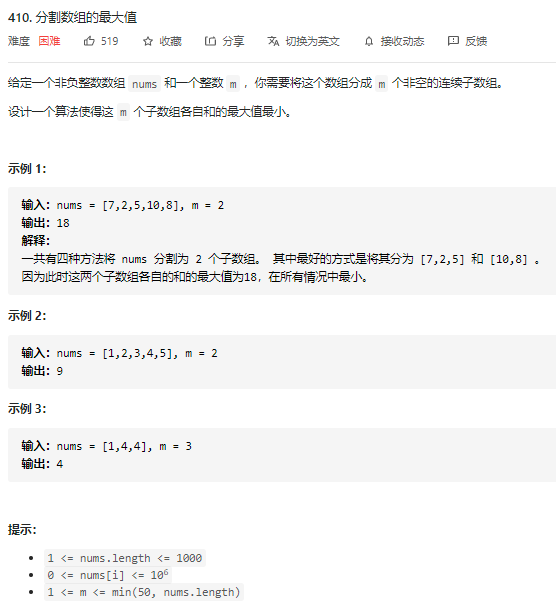 410. 分割数组的最大值
难度 困难 519 收藏 分享 切换为英文 接收动态 反馈
给定一个非负整数数组 nums 和一个整数 m ，你需要将这个数组分成 m 个非空的连续子数组。
设计一个算法使得这 m 个子数组各自和的最大值最小。
示例 1：
输入：nums = [7,2,5,10,8], m = 2
输出：18
解释：
一共有四种方法将 nums 分割为 2 个子数组。 其中最好的方式是将其分为 [7,2,5] 和 [10,8] 。
因为此时这两个子数组各自的和的最大值为18，在所有情况中最小。
示例 2：
输入：nums = [1,2,3,4,5], m = 2
输出：9
示例 3：
输入：nums = [1,4,4], m = 3
输出：4
提示：
1 <= nums.length <= 1000
0 <= nums[i] <= 10⁶
1 <= m <= min(50, nums.length)